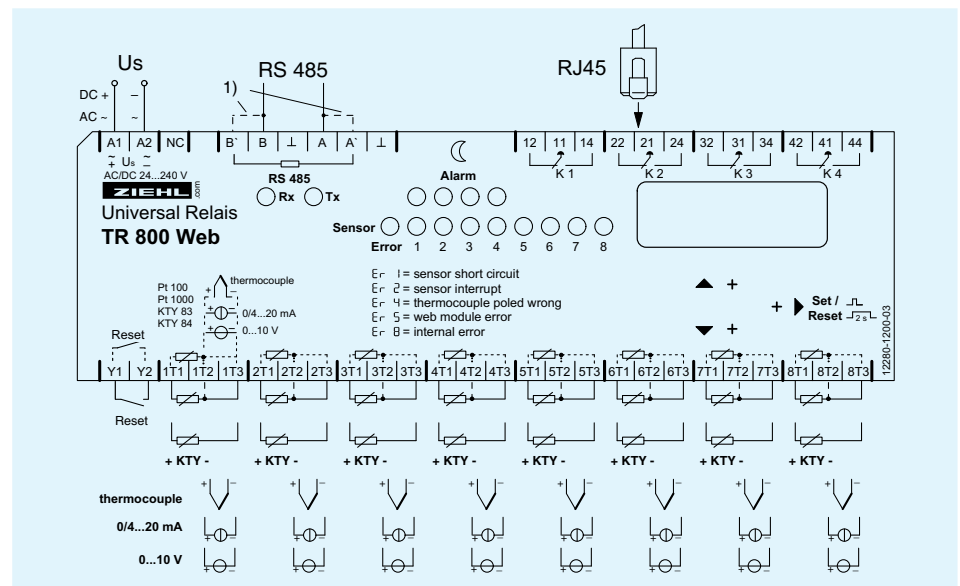 Us
RS 485
RJ45
1)
DC + −
AC ~ ~
A1 A2 NC B` B ⊥ A A` ⊥ 12 11 14 22 21 24 32 31 34 42 41 44
Us
AC/DC 24...240 V
K 1 K 2 K 3 K 4
RS 485
Rx Tx
Alarm
ZIEHL .com
Universal Relais
TR 800 Web
Sensor
Error 1 2 3 4 5 6 7 8
Er 1 = sensor short circuit
Er 2 = sensor interrupt
Er 4 = thermocouple poled wrong
Er 5 = web module error
Er 8 = internal error
Pt 100
Pt 1000
KTY 83
KTY 84
thermocouple
0/4...20 mA
0...10 V
▲ +
▼ +
+ ▶ Set /
Reset 2 s
12280-1200-03
Reset
Y1 Y2 1T1 1T2 1T3 2T1 2T2 2T3 3T1 3T2 3T3 4T1 4T2 4T3 5T1 5T2 5T3 6T1 6T2 6T3 7T1 7T2 7T3 8T1 8T2 8T3
Reset
+ KTY - + KTY - + KTY - + KTY - + KTY - + KTY - + KTY - + KTY -
thermocouple
0/4...20 mA
0...10 V